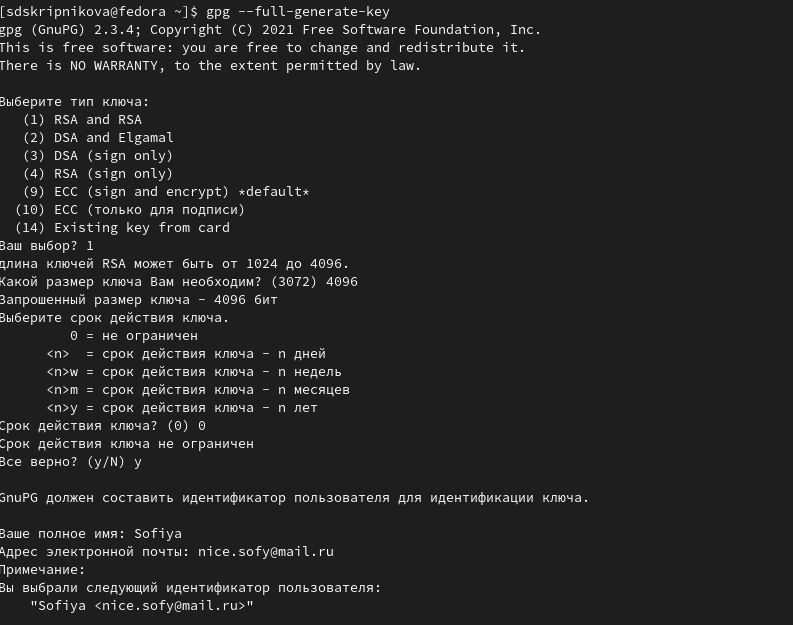 [sdskripnikova@fedora ~]$ gpg --full-generate-key
gpg (GnuPG) 2.3.4; Copyright (C) 2021 Free Software Foundation, Inc.
This is free software: you are free to change and redistribute it.
There is NO WARRANTY, to the extent permitted by law.

Выберите тип ключа:
   (1) RSA and RSA
   (2) DSA and Elgamal
   (3) DSA (sign only)
   (4) RSA (sign only)
   (9) ECC (sign and encrypt) *default*
  (10) ECC (только для подписи)
  (14) Existing key from card
Ваш выбор? 1
длина ключей RSA может быть от 1024 до 4096.
Какой размер ключа Вам необходим? (3072) 4096
Запрошенный размер ключа - 4096 бит
Выберите срок действия ключа.
         0 = не ограничен
      <n>  = срок действия ключа - n дней
      <n>w = срок действия ключа - n недель
      <n>m = срок действия ключа - n месяцев
      <n>y = срок действия ключа - n лет
Срок действия ключа? (0) 0
Срок действия ключа не ограничен
Все верно? (y/N) y

GnuPG должен составить идентификатор пользователя для идентификации ключа.

Ваше полное имя: Sofiya
Адрес электронной почты: nice.sofy@mail.ru
Примечание:
Вы выбрали следующий идентификатор пользователя:
    "Sofiya <nice.sofy@mail.ru>"